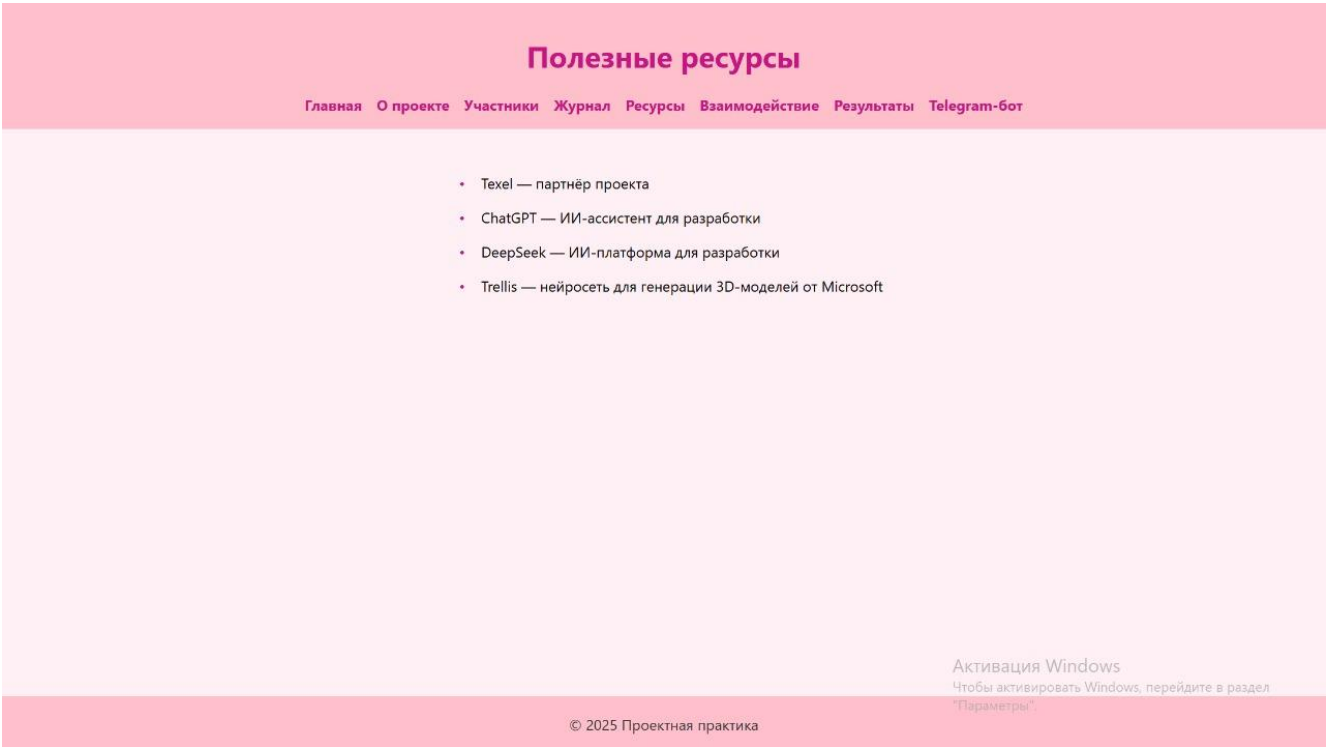 Полезные ресурсы
Главная О проекте Участники Журнал Ресурсы Взаимодействие Результаты Telegram-бот
• Texel — партнёр проекта
• ChatGPT — ИИ-ассистент для разработки
• DeepSeek — ИИ-платформа для разработки
• Trellis — нейросеть для генерации 3D-моделей от Microsoft
Активация Windows
Чтобы активировать Windows, перейдите в раздел
"Параметры".
© 2025 Проектная практика